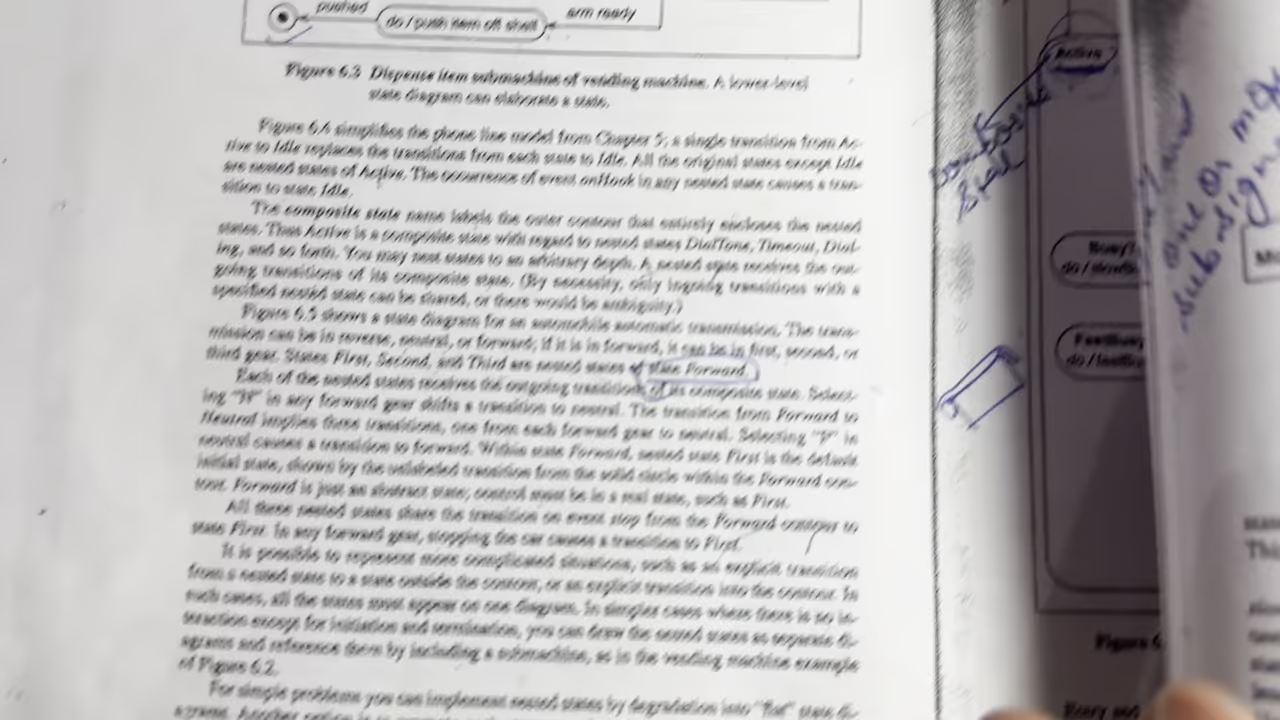 pushed
do / push item off shelf
arm ready
Figure 6.3 Dispense item submachine of vending machine. A lower-level
state diagram can elaborate a state.
Figure 6.4 simplifies the phone line model from Chapter 5; a single transition from Ac-
tive to Idle replaces the transitions from each state to Idle. All the original states except Idle
are nested states of Active. The occurrence of event onHook in any nested state causes a tran-
sition to state Idle.
The composite state name labels the outer contour that entirely encloses the nested
states. Thus Active is a composite state with regard to nested states DialTone, Timeout, Dial-
ing, and so forth. You may nest states to an arbitrary depth. A nested state receives the out-
going transitions of its composite state. (By necessity, only ingoing transitions with a
specified nested state can be shared, or there would be ambiguity.)
Figure 6.5 shows a state diagram for an automobile automatic transmission. The trans-
mission can be in reverse, neutral, or forward; if it is in forward, it can be in first, second, or
third gear. States First, Second, and Third are nested states of state Forward.
Each of the nested states receives the outgoing transitions of its composite state. Select-
ing "N" in any forward gear shifts a transition to neutral. The transition from Forward to
Neutral implies three transitions, one from each forward gear to neutral. Selecting "F" in
neutral causes a transition to forward. Within state Forward, nested state First is the default
initial state, shown by the unlabeled transition from the solid circle within the Forward con-
tour. Forward is just an abstract state; control must be in a real state, such as First.
All three nested states share the transition on event stop from the Forward contour to
state First. In any forward gear, stopping the car causes a transition to First.
It is possible to represent more complicated situations, such as an explicit transition
from a nested state to a state outside the contour, or an explicit transition into the contour. In
such cases, all the states must appear on one diagram. In simpler cases where there is no in-
teraction except for initiation and termination, you can draw the nested states as separate di-
agrams and reference them by including a submachine, as in the vending machine example
of Figure 6.2.
For simple problems you can implement nested states by degradation into "flat" state di-
agrams. Another option is to
Active
one or
Figure 6